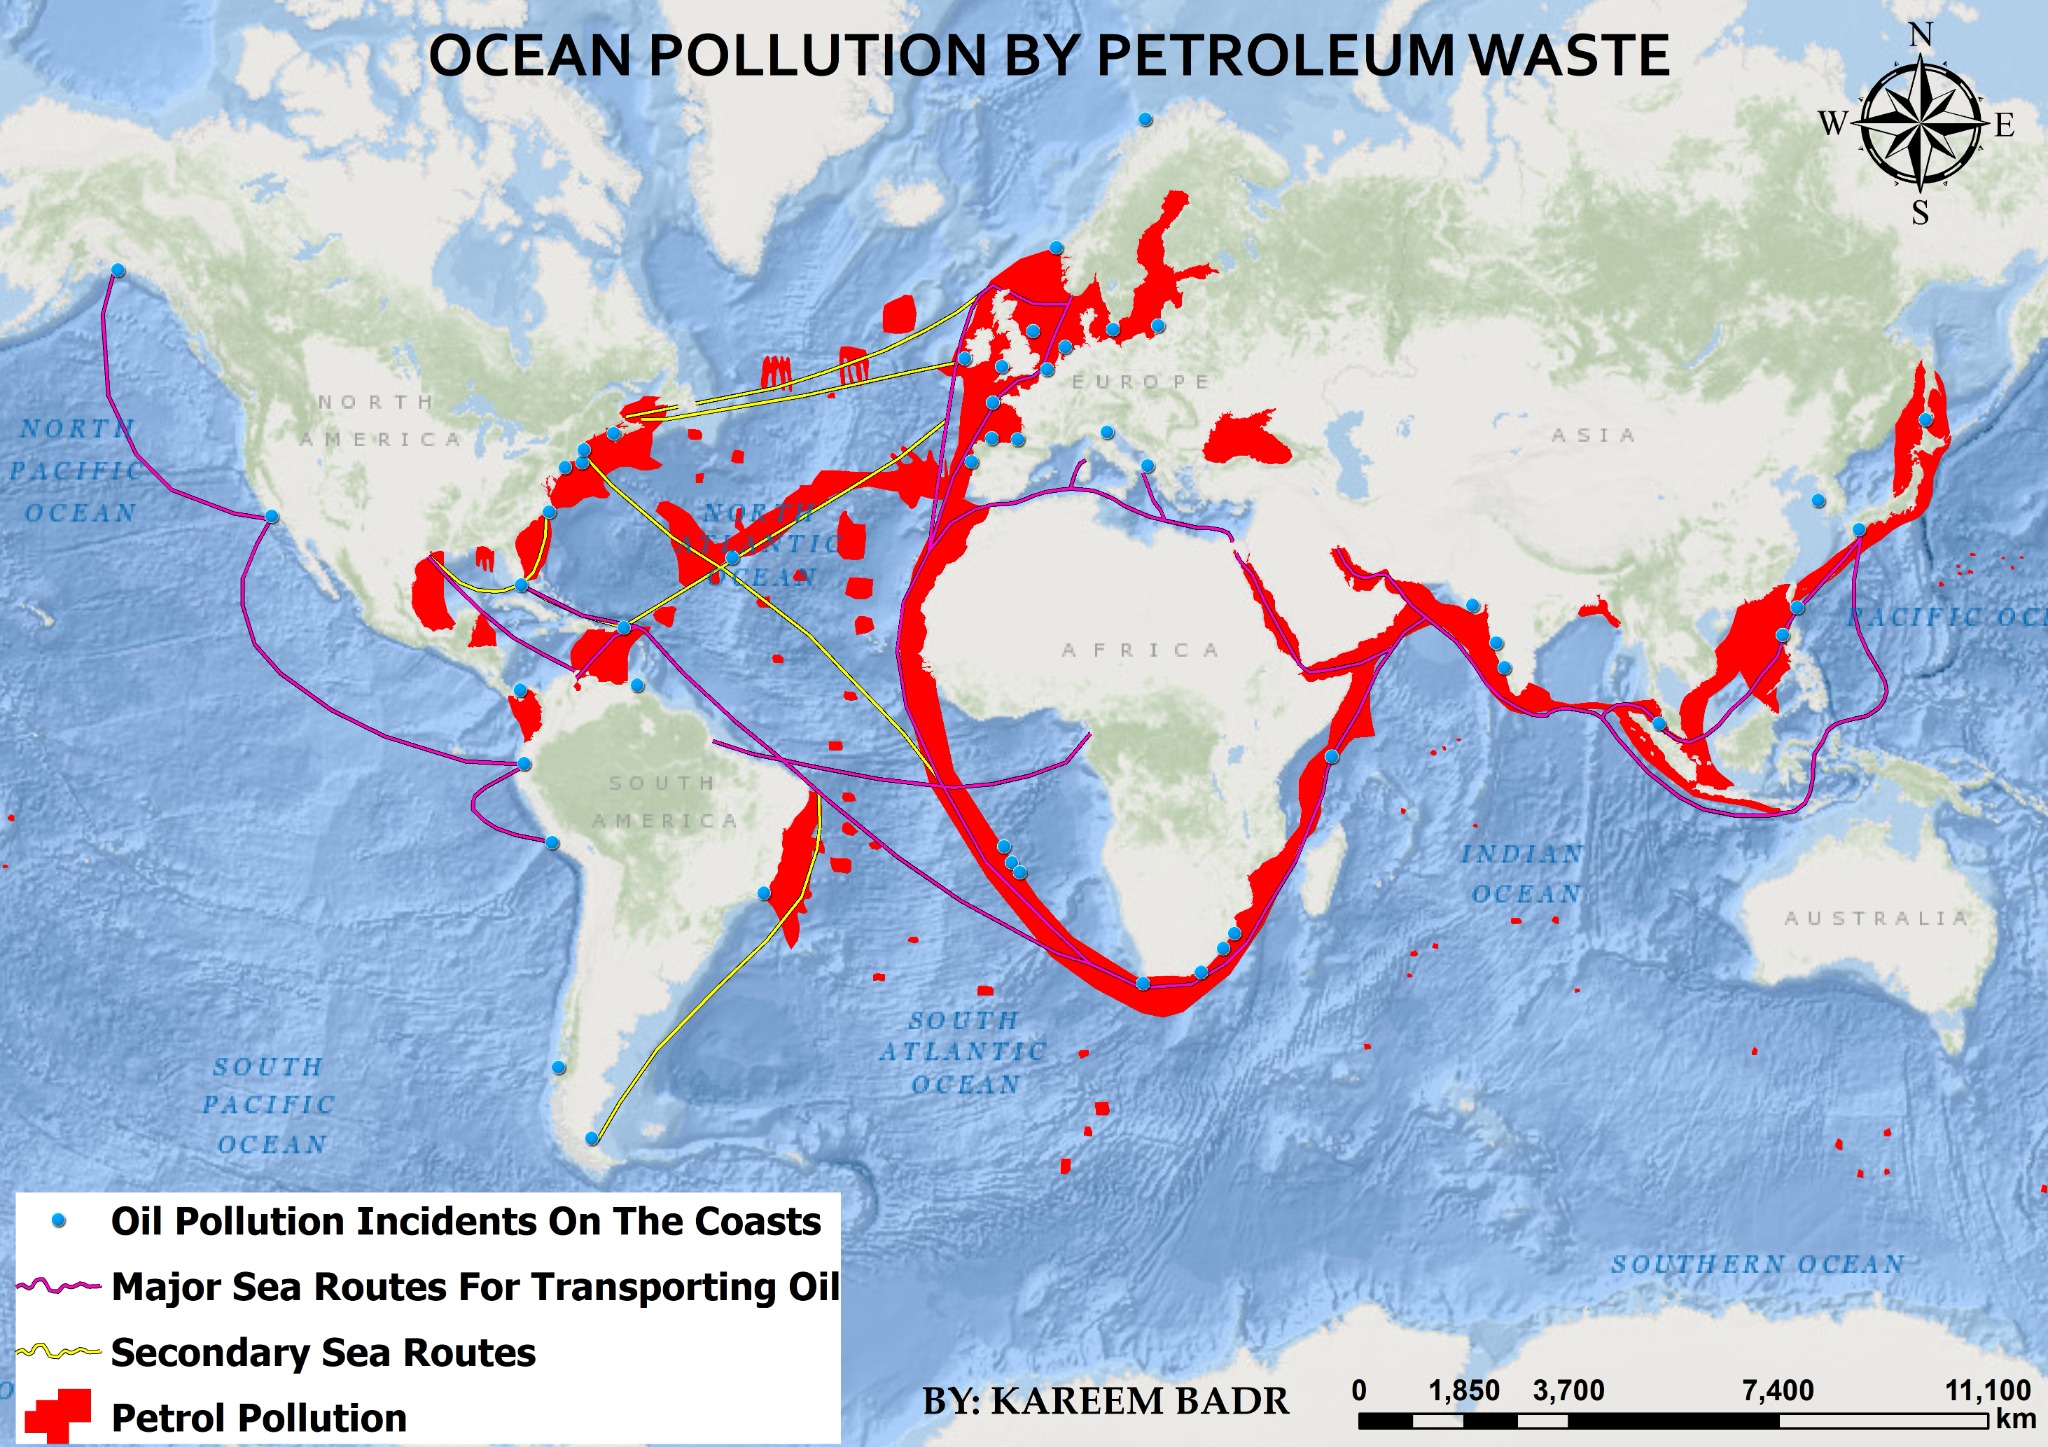 OCEAN POLLUTION BY PETROLEUM WASTE
N
W
E
S
NORTH
AMERICA
EUROPE
ASIA
NORTH
PACIFIC
OCEAN
NORTH
ATLANTIC
OCEAN
PACIFIC OCE
AFRICA
SOUTH
AMERICA
INDIAN
OCEAN
AUSTRALIA
SOUTH
ATLANTIC
OCEAN
SOUTH
PACIFIC
OCEAN
SOUTHERN OCEAN
Oil Pollution Incidents On The Coasts
Major Sea Routes For Transporting Oil
Secondary Sea Routes
Petrol Pollution
BY: KAREEM BADR
0 1,850 3,700 7,400 11,100
km